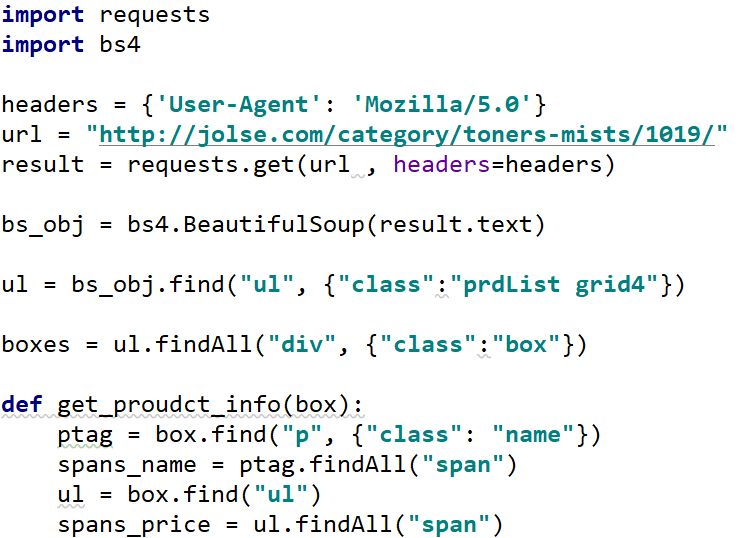 import requests
import bs4
headers = {'User-Agent': 'Mozilla/5.0'}
url = "http://jolse.com/category/toners-mists/1019/"
result = requests.get(url , headers=headers)
bs_obj = bs4.BeautifulSoup(result.text)
ul = bs_obj.find("ul", {"class":"prdList grid4"})
boxes = ul.findAll("div", {"class":"box"})
def get_proudct_info(box):
    ptag = box.find("p", {"class": "name"})
    spans_name = ptag.findAll("span")
    ul = box.find("ul")
    spans_price = ul.findAll("span")